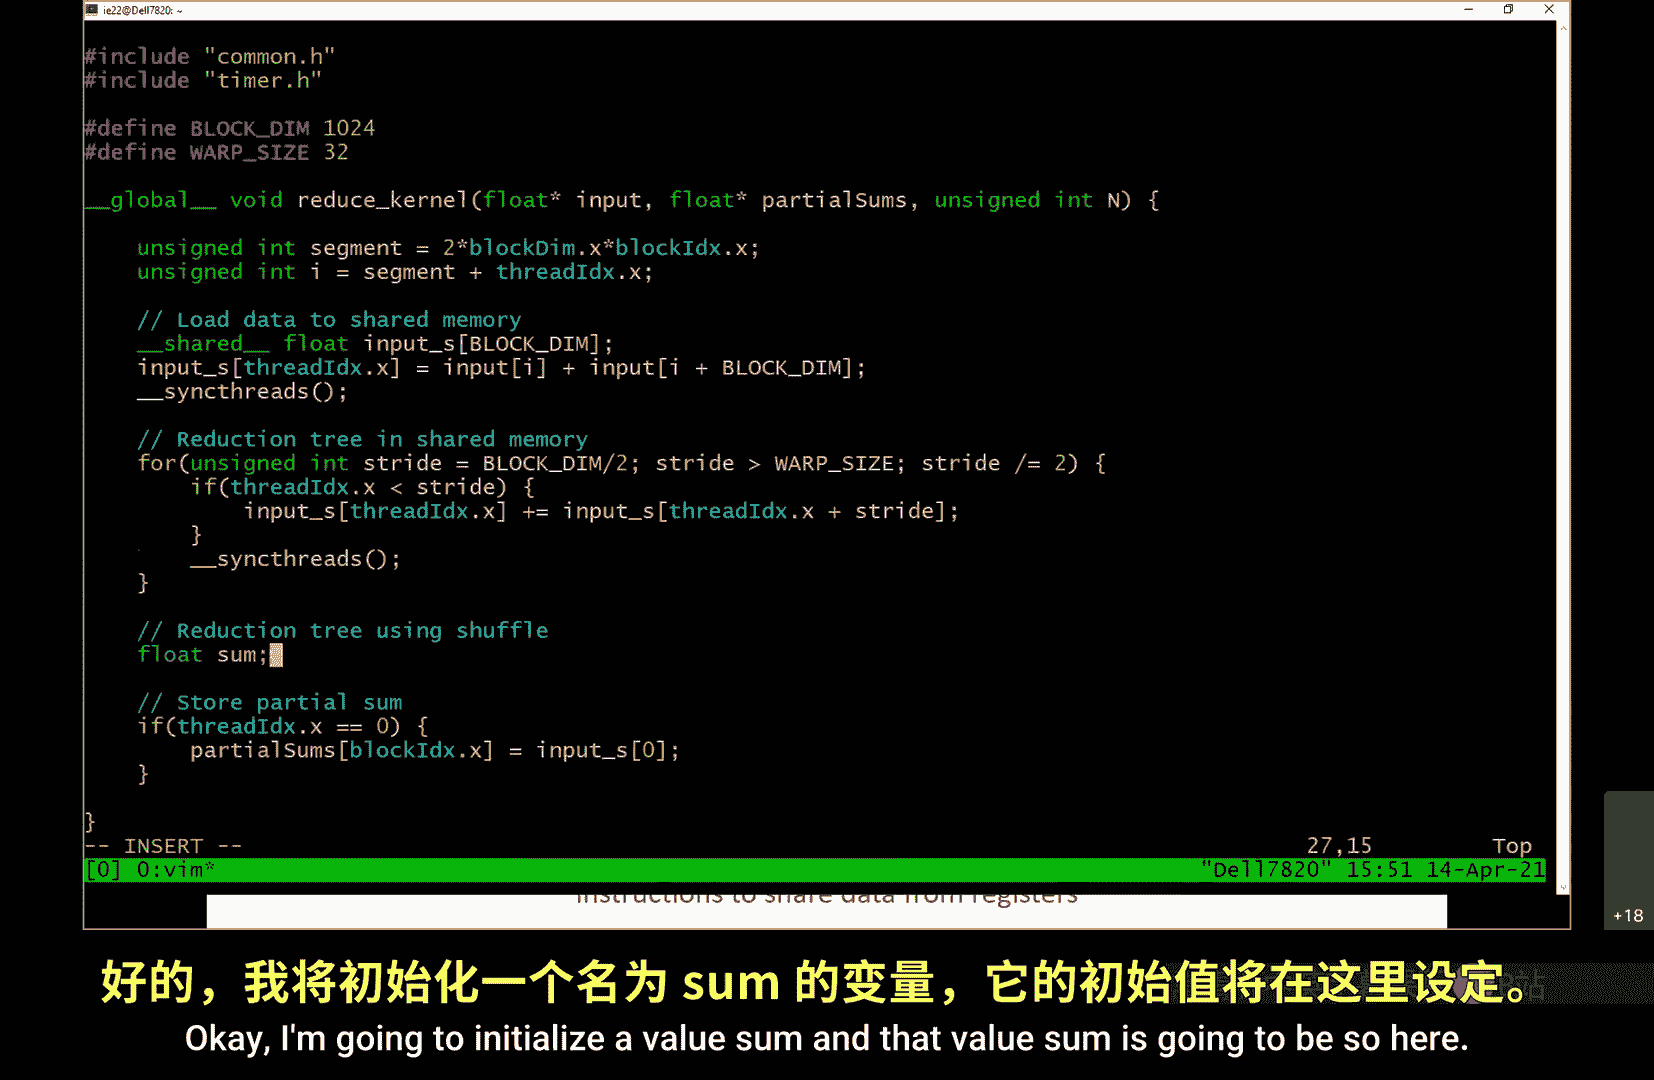 ie22@Dell7820: ~
#include "common.h"
#include "timer.h"
#define BLOCK_DIM 1024
#define WARP_SIZE 32
__global__ void reduce_kernel(float* input, float* partialSums, unsigned int N) {
unsigned int segment = 2*blockDim.x*blockIdx.x;
unsigned int i = segment + threadIdx.x;
// Load data to shared memory
__shared__ float input_s[BLOCK_DIM];
input_s[threadIdx.x] = input[i] + input[i + BLOCK_DIM];
__syncthreads();
// Reduction tree in shared memory
for(unsigned int stride = BLOCK_DIM/2; stride > WARP_SIZE; stride /= 2) {
if(threadIdx.x < stride) {
input_s[threadIdx.x] += input_s[threadIdx.x + stride];
}
__syncthreads();
}
// Reduction tree using shuffle
float sum;
// Store partial sum
if(threadIdx.x == 0) {
partialSums[blockIdx.x] = input_s[0];
}
}
-- INSERT -- 27,15 Top
[0] 0:vim* "Dell7820" 15:51 14-Apr-21
instructions to share data from registers
+18
好的，我将初始化一个名为 sum 的变量，它的初始值将在这里设定。
Okay, I'm going to initialize a value sum and that value sum is going to be so here.